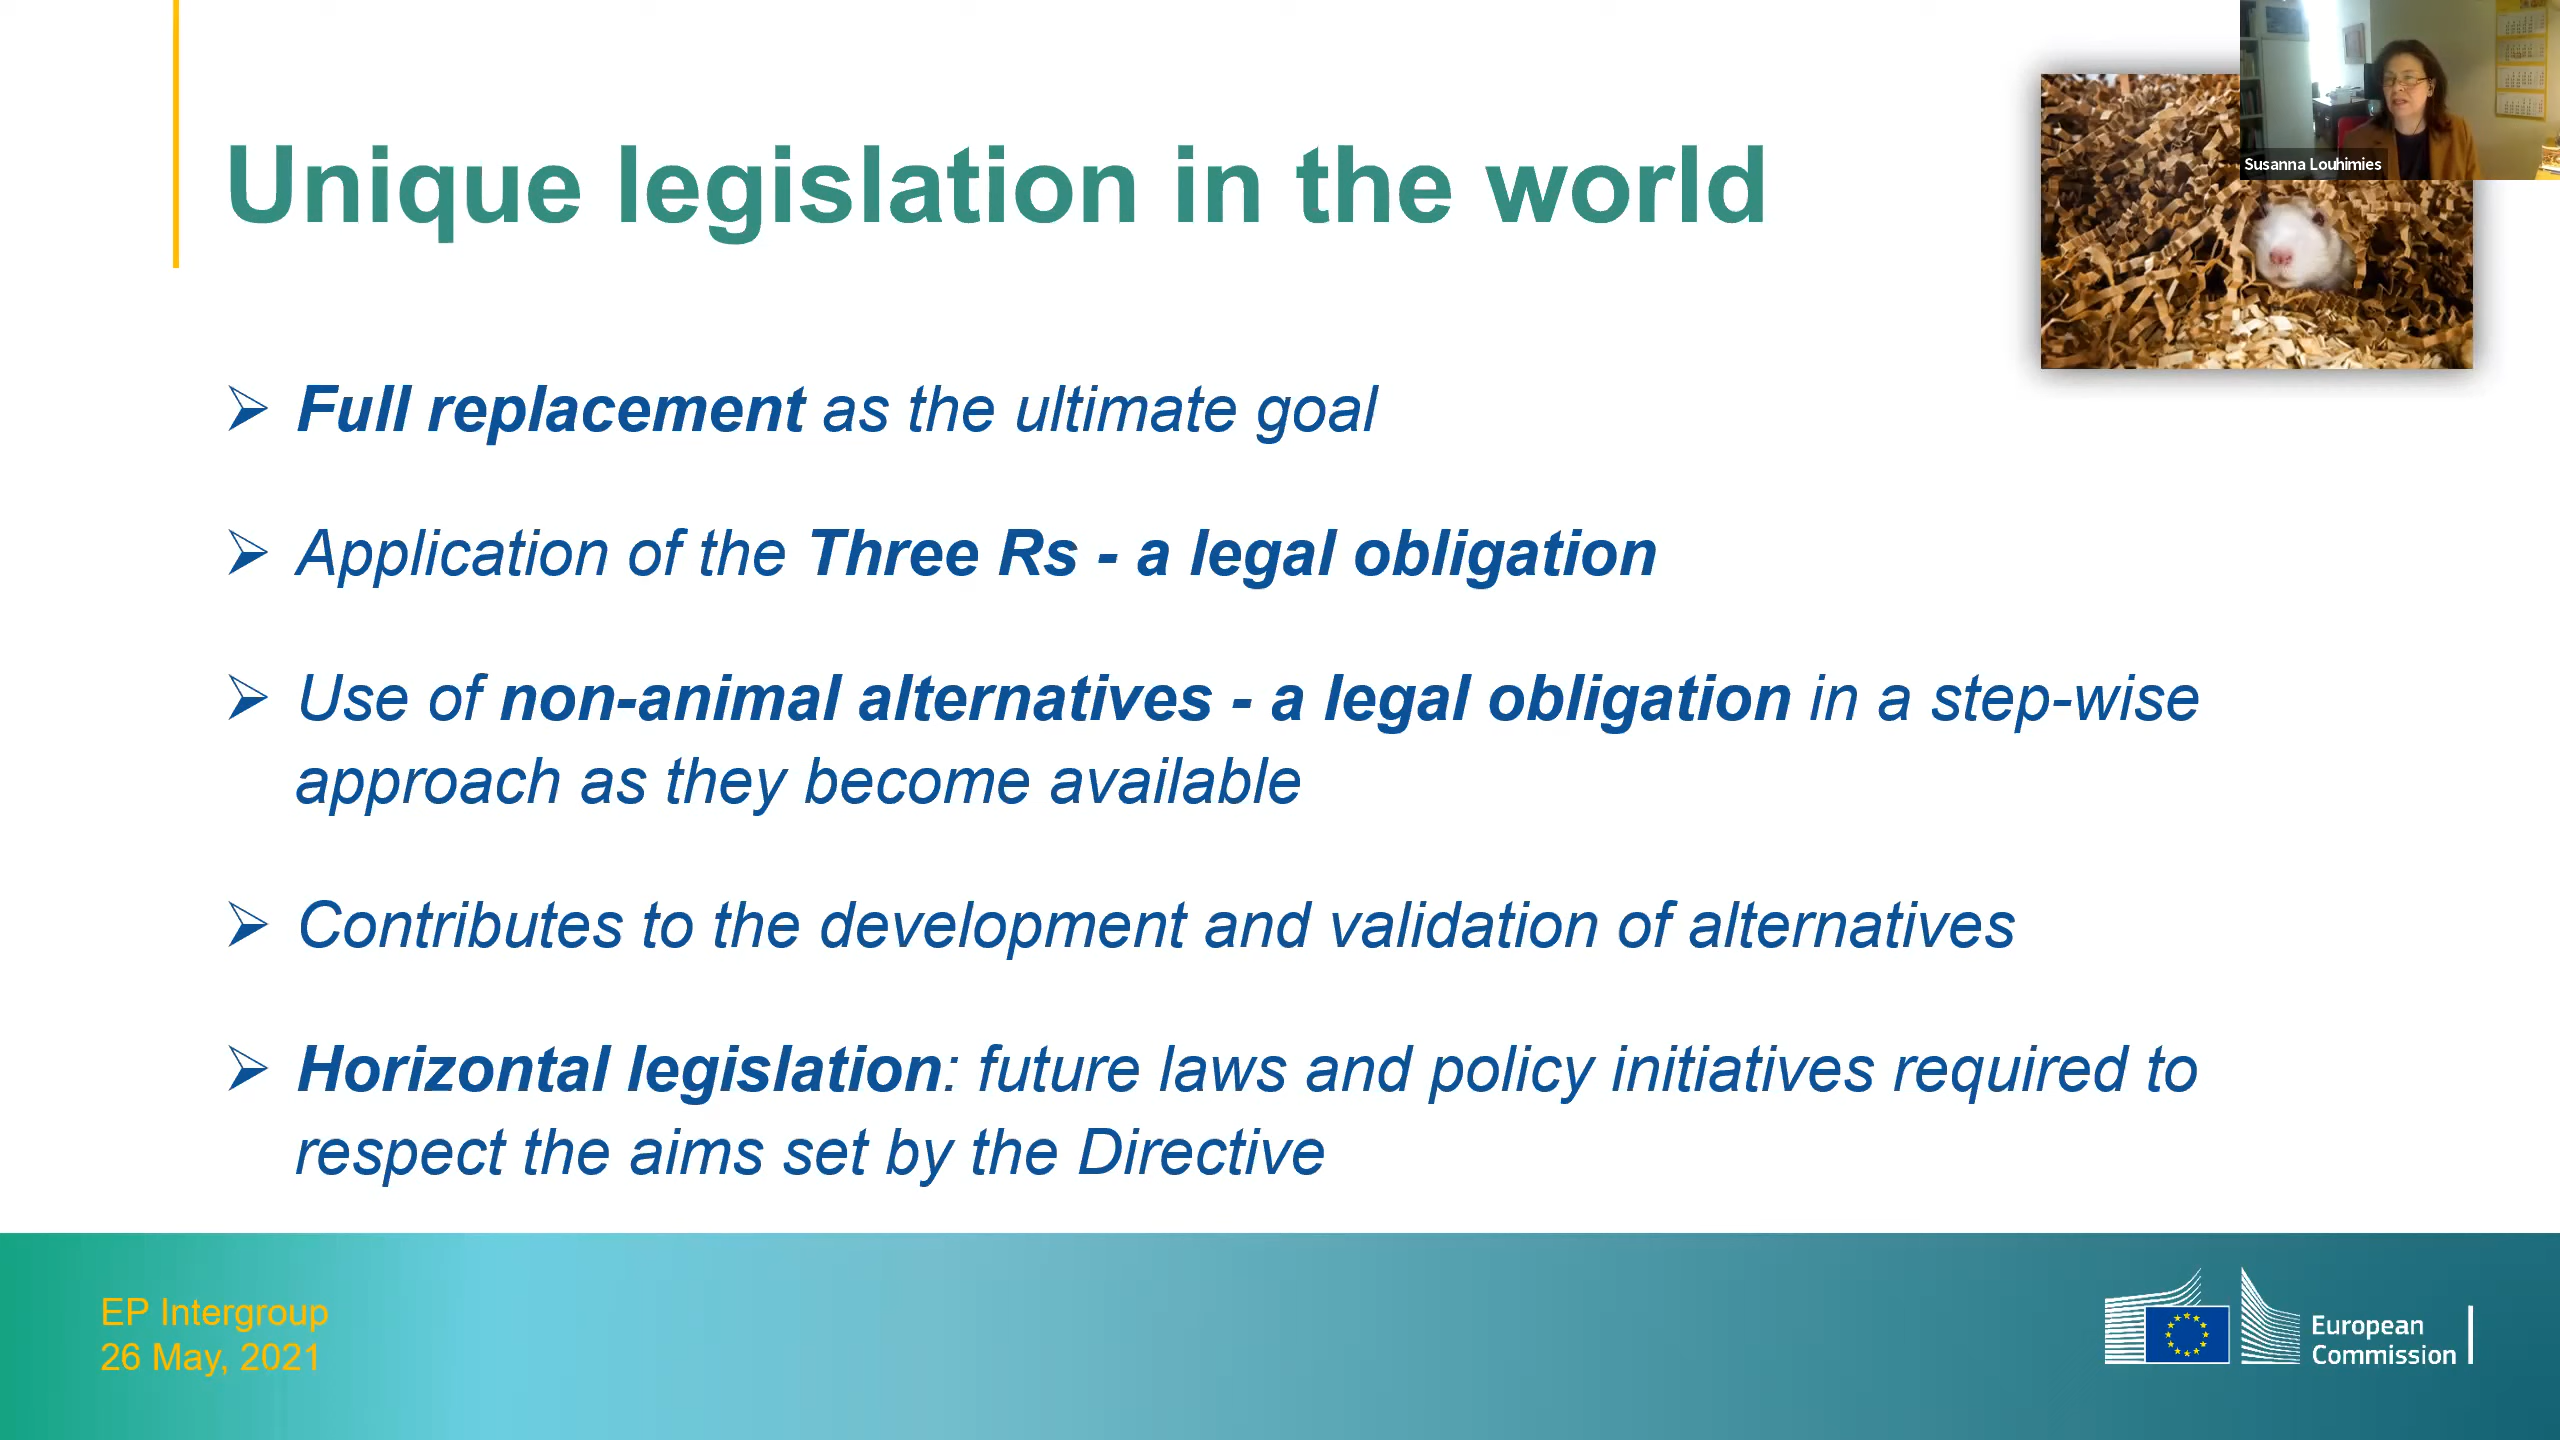 Unique legislation in the world
Susanna Louhimies
➢ Full replacement as the ultimate goal
➢ Application of the Three Rs - a legal obligation
➢ Use of non-animal alternatives - a legal obligation in a step-wise
approach as they become available
➢ Contributes to the development and validation of alternatives
➢ Horizontal legislation: future laws and policy initiatives required to
respect the aims set by the Directive
EP Intergroup
26 May, 2021
European
Commission